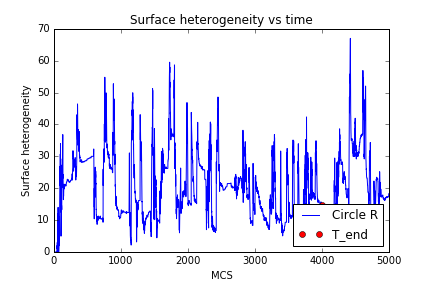 Surface heterogeneity vs time
70
60
50
40
30
20
10
0
Surface heterogeneity
0 1000 2000 3000 4000 5000
MCS
Circle R
T_end